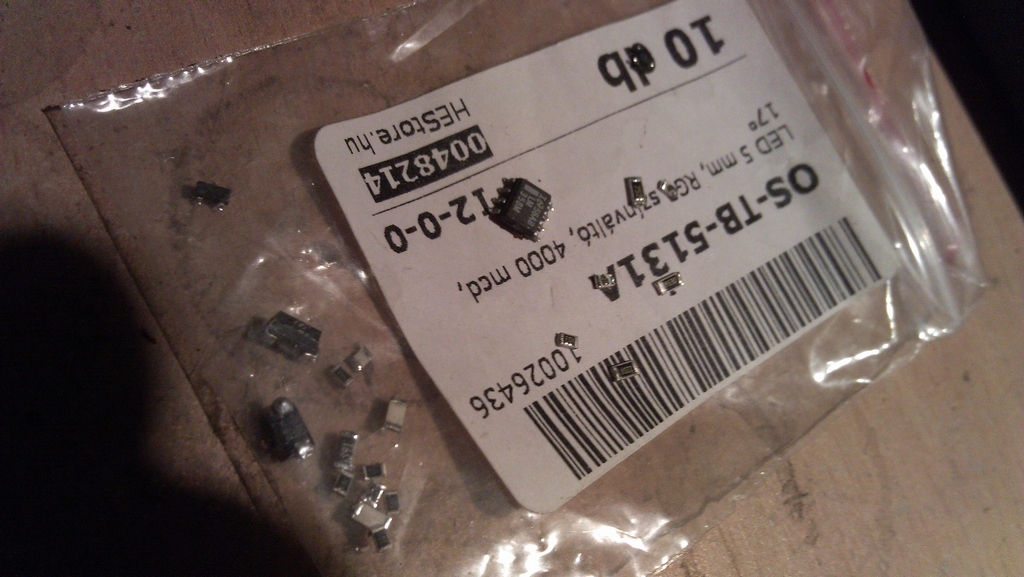 10026436
OS-TB-5131A
LED 5 mm, RGB színváltó, 4000 mcd,
17°
12-0-0
10 db
0048214
HEStore.hu